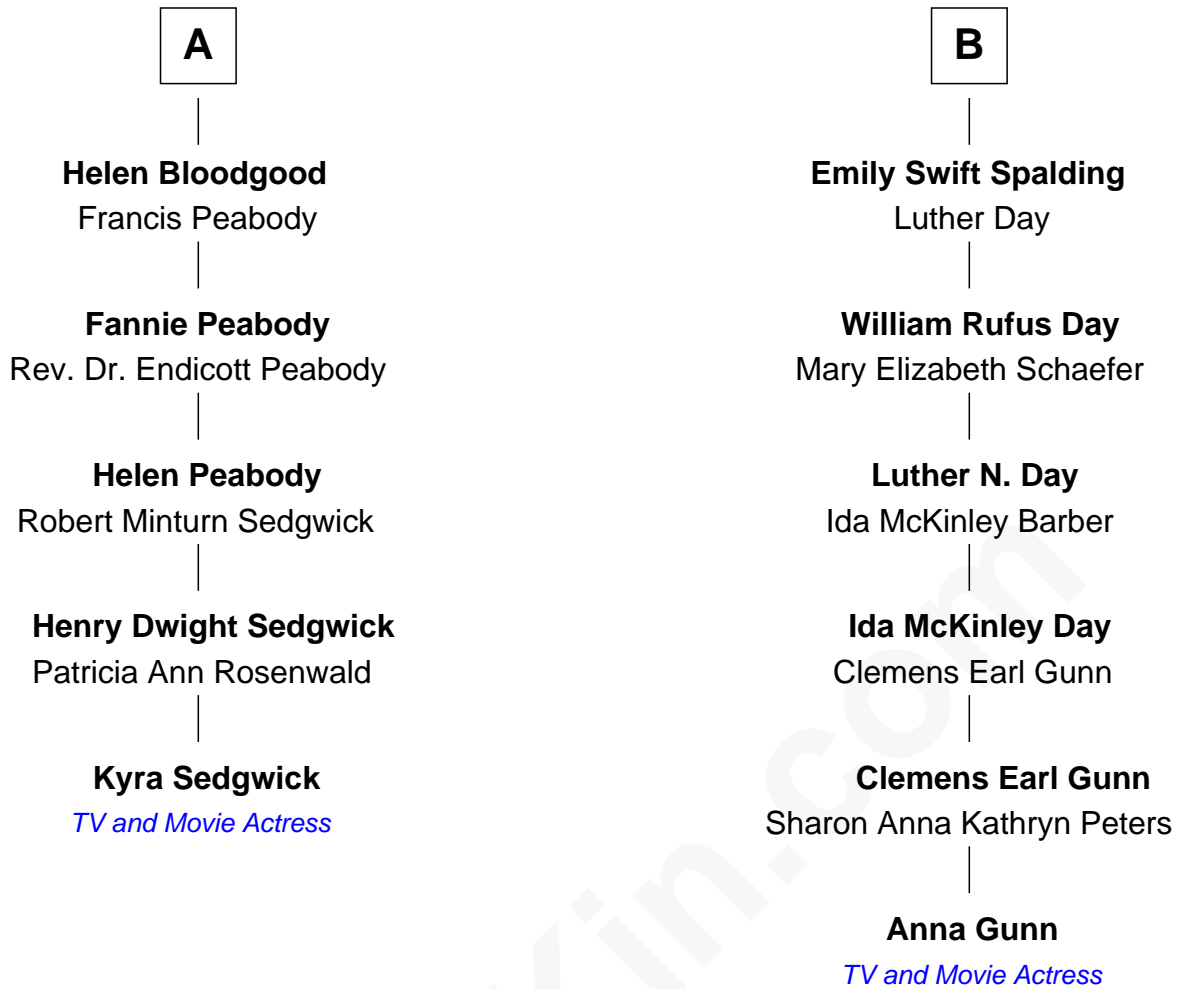 A
Helen Bloodgood
Francis Peabody
Fannie Peabody
Rev. Dr. Endicott Peabody
Helen Peabody
Robert Minturn Sedgwick
Henry Dwight Sedgwick
Patricia Ann Rosenwald
Kyra Sedgwick
TV and Movie Actress
B
Emily Swift Spalding
Luther Day
William Rufus Day
Mary Elizabeth Schaefer
Luther N. Day
Ida McKinley Barber
Ida McKinley Day
Clemens Earl Gunn
Clemens Earl Gunn
Sharon Anna Kathryn Peters
Anna Gunn
TV and Movie Actress
Kin.com